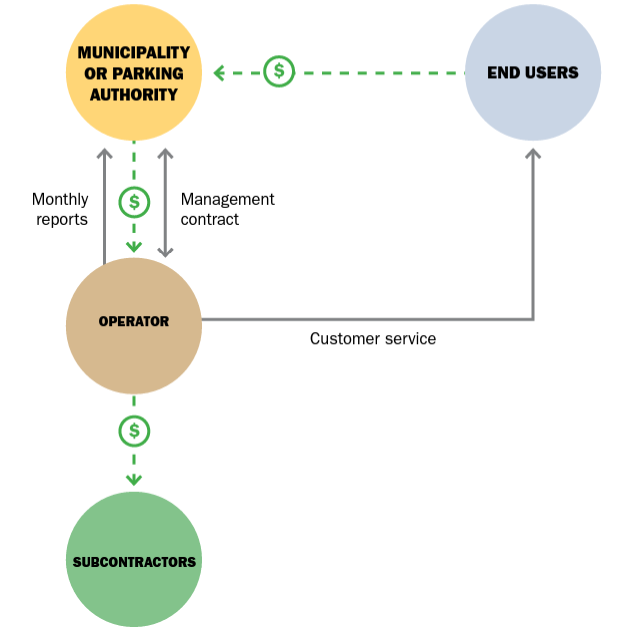 MUNICIPALITY
OR PARKING
AUTHORITY
$
END USERS
Monthly
reports
$
Management
contract
OPERATOR
Customer service
$
SUBCONTRACTORS